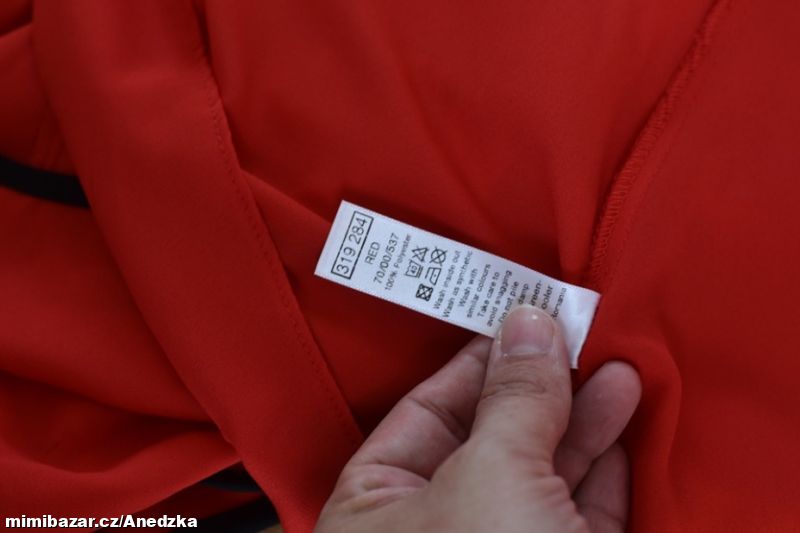 319 284
RED
70/00/537
100% Polyester
40
Wash inside out
Wash as synthetic
Wash with
similar colours
Take care to
avoid snagging
Do not pile
damp
mimibazar.cz/Anedzka